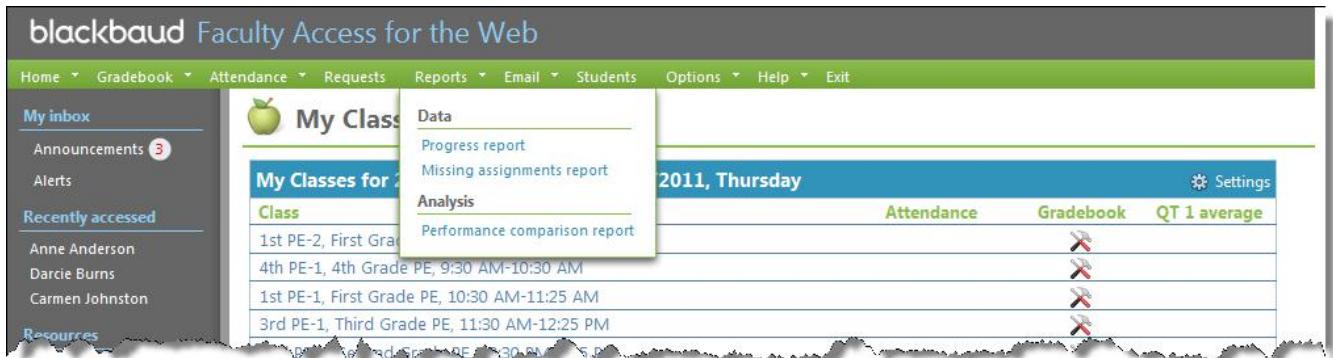 blackbaud Faculty Access for the Web
Home Gradebook Attendance Requests Reports Email Students Options Help Exit
My inbox
Announcements 3
Alerts
Recently accessed
Anne Anderson
Darcie Burns
Carmen Johnston
Resources
My Class
Data
Progress report
Missing assignments report
Analysis
Performance comparison report
My Classes for 2011, Thursday Settings
Class Attendance Gradebook QT 1 average
1st PE-2, First Grad
4th PE-1, 4th Grade PE, 9:30 AM-10:30 AM
1st PE-1, First Grade PE, 10:30 AM-11:25 AM
3rd PE-1, Third Grade PE, 11:30 AM-12:25 PM